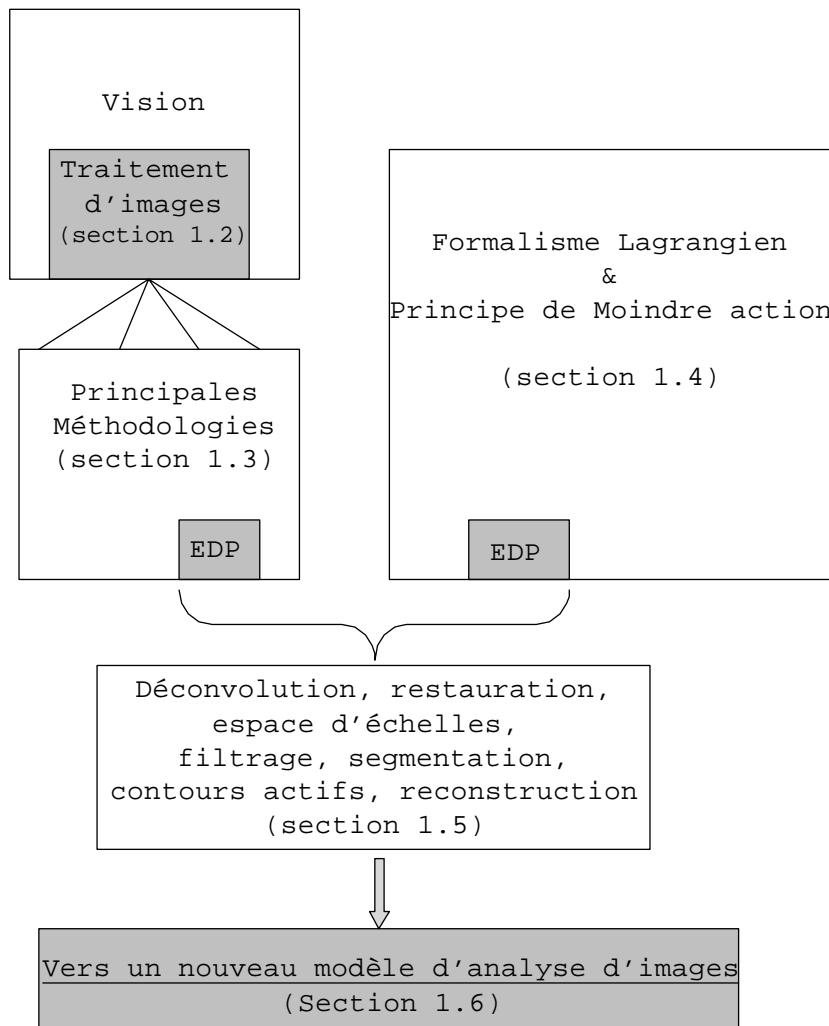 Vision
Traitement
d'images
(section 1.2)
Formalisme Lagrangien
&
Principe de Moindre action
(section 1.4)
Principales
Méthodologies
(section 1.3)
EDP
EDP
Déconvolution, restauration,
espace d'échelles,
filtrage, segmentation,
contours actifs, reconstruction
(section 1.5)
Vers un nouveau modèle d'analyse d'images
(Section 1.6)